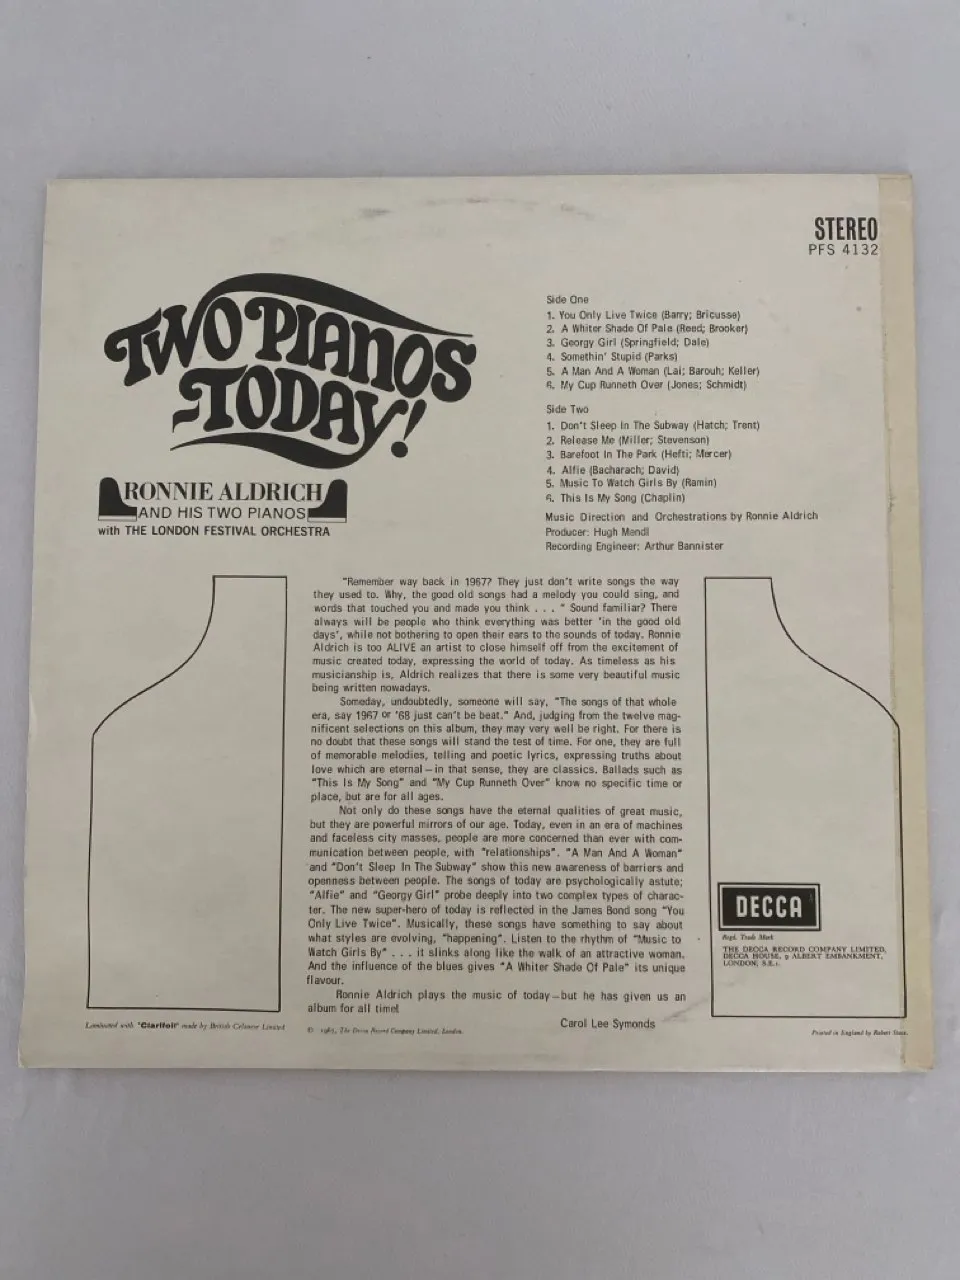 STEREO
PFS 4132
TWO PIANOS
TODAY!
RONNIE ALDRICH
AND HIS TWO PIANOS
with THE LONDON FESTIVAL ORCHESTRA
Side One
1. You Only Live Twice (Barry; Bricusse)
2. A Whiter Shade Of Pale (Reed; Brooker)
3. Georgy Girl (Springfield; Dale)
4. Somethin' Stupid (Parks)
5. A Man And A Woman (Lai; Barouh; Keller)
6. My Cup Runneth Over (Jones; Schmidt)
Side Two
1. Don't Sleep In The Subway (Hatch; Trent)
2. Release Me (Miller; Stevenson)
3. Barefoot In The Park (Hefti; Mercer)
4. Alfie (Bacharach; David)
5. Music To Watch Girls By (Ramin)
6. This Is My Song (Chaplin)
Music Direction and Orchestrations by Ronnie Aldrich
Producer: Hugh Mendl
Recording Engineer: Arthur Bannister
"Remember way back in 1967? They just don't write songs the way
they used to. Why, the good old songs had a melody you could sing, and
words that touched you and made you think . . . " Sound familiar? There
always will be people who think everything was better 'in the good old
days', while not bothering to open their ears to the sounds of today. Ronnie
Aldrich is too ALIVE an artist to close himself off from the excitement of
music created today, expressing the world of today. As timeless as his
musicianship is, Aldrich realizes that there is some very beautiful music
being written nowadays.
Someday, undoubtedly, someone will say, "The songs of that whole
era, say 1967 or '68 just can't be beat." And, judging from the twelve mag-
nificent selections on this album, they may very well be right. For there is
no doubt that these songs will stand the test of time. For one, they are full
of memorable melodies, telling and poetic lyrics, expressing truths about
love which are eternal—in that sense, they are classics. Ballads such as
"This Is My Song" and "My Cup Runneth Over" know no specific time or
place, but are for all ages.
Not only do these songs have the eternal qualities of great music,
but they are powerful mirrors of our age. Today, even in an era of machines
and faceless city masses, people are more concerned than ever with com-
munication between people, with "relationships". "A Man And A Woman"
and "Don't Sleep In The Subway" show this new awareness of barriers and
openness between people. The songs of today are psychologically astute;
"Alfie" and "Georgy Girl" probe deeply into two complex types of charac-
ter. The new super-hero of today is reflected in the James Bond song "You
Only Live Twice". Musically, these songs have something to say about
what styles are evolving, "happening". Listen to the rhythm of "Music to
Watch Girls By" . . . it slinks along like the walk of an attractive woman.
And the influence of the blues gives "A Whiter Shade Of Pale" its unique
flavour.
Ronnie Aldrich plays the music of today—but he has given us an
album for all time!
Carol Lee Symonds
DECCA
Regd. Trade Mark
THE DECCA RECORD COMPANY LIMITED,
DECCA HOUSE, 9 ALBERT EMBANKMENT,
LONDON, S.E.1.
Laminated with "Clarifoil" made by British Celanese Limited
The Decca Record Company Limited, London.
Printed in England by Robert